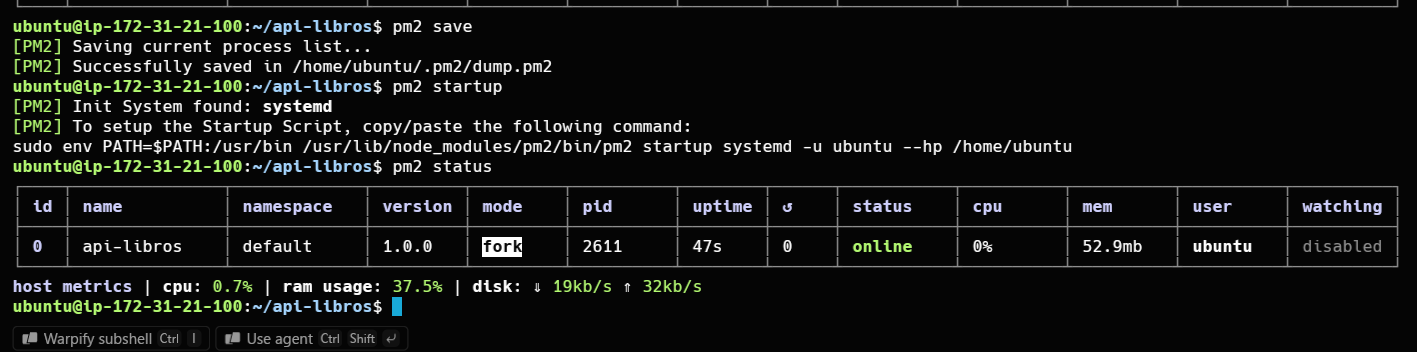 ubuntu@ip-172-31-21-100:~/api-libros$ pm2 save
[PM2] Saving current process list...
[PM2] Successfully saved in /home/ubuntu/.pm2/dump.pm2
ubuntu@ip-172-31-21-100:~/api-libros$ pm2 startup
[PM2] Init System found: systemd
[PM2] To setup the Startup Script, copy/paste the following command:
sudo env PATH=$PATH:/usr/bin /usr/lib/node_modules/pm2/bin/pm2 startup systemd -u ubuntu --hp /home/ubuntu
ubuntu@ip-172-31-21-100:~/api-libros$ pm2 status
id name namespace version mode pid uptime ↺ status cpu mem user watching
0 api-libros default 1.0.0 fork 2611 47s 0 online 0% 52.9mb ubuntu disabled
host metrics | cpu: 0.7% | ram usage: 37.5% | disk: ⇓ 19kb/s ⇑ 32kb/s
ubuntu@ip-172-31-21-100:~/api-libros$
Warpify subshell Ctrl I Use agent Ctrl Shift ↵